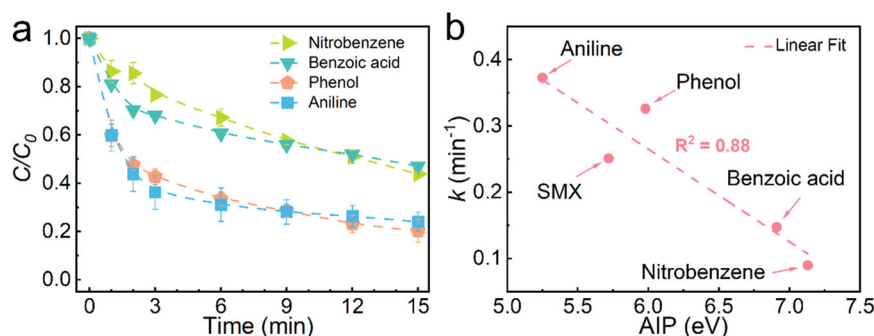 a
Nitrobenzene
Benzoic acid
Phenol
Aniline
C/C0
1.0
0.8
0.6
0.4
0.2
0.0
0 3 6 9 12 15
Time (min)
b
Linear Fit
Aniline
Phenol
R² = 0.88
SMX
Benzoic acid
Nitrobenzene
k (min⁻¹)
0.4
0.3
0.2
0.1
5.0 5.5 6.0 6.5 7.0 7.5
AIP (eV)